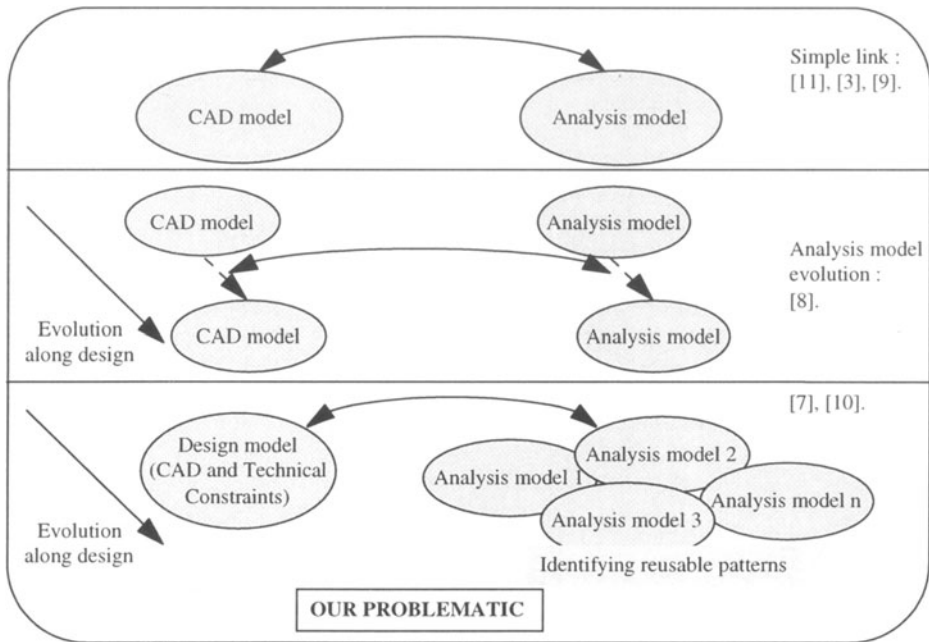 Simple link :
[11], [3], [9].
CAD model
Analysis model
CAD model
Analysis model
Analysis model
evolution :
[8].
Evolution
along design
CAD model
Analysis model
[7], [10].
Design model
(CAD and Technical
Constraints)
Analysis model 1
Analysis model 2
Analysis model 3
Analysis model n
Evolution
along design
Identifying reusable patterns
OUR PROBLEMATIC